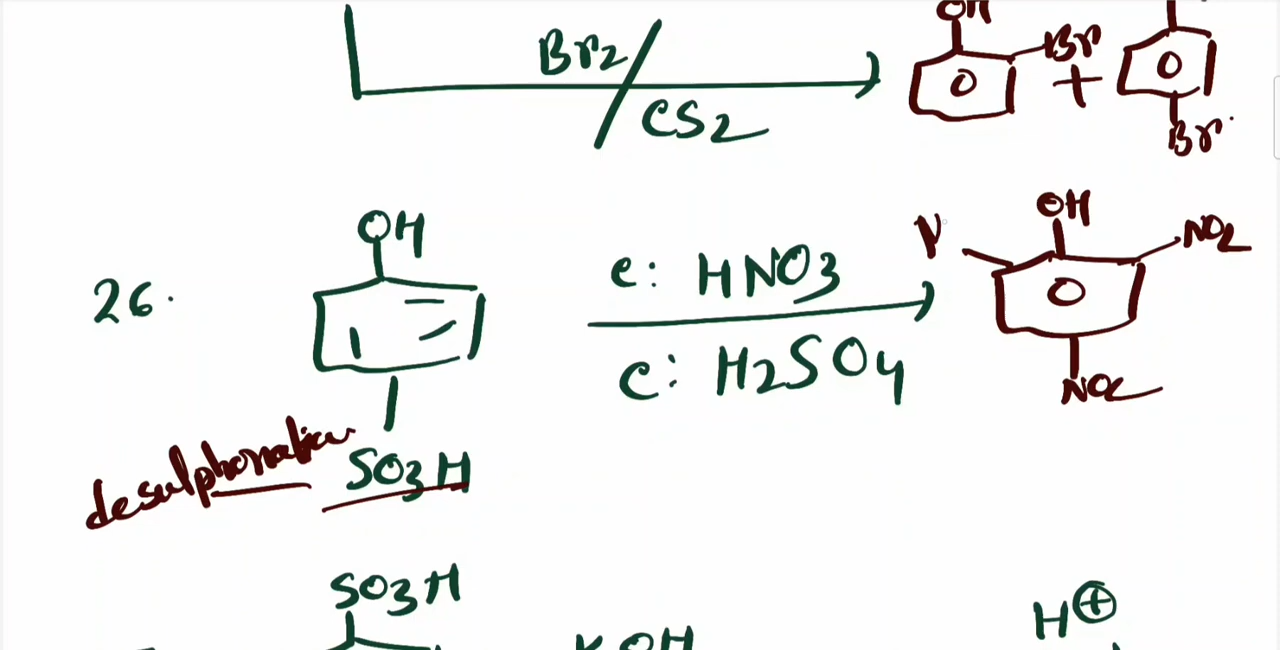 OH
Br2
Br
+
CS2
Br
OH
OH
NO2
26.
c: HNO3
c: H2SO4
NO2
desulphonation
SO3H
SO3H
H⊕
KOH